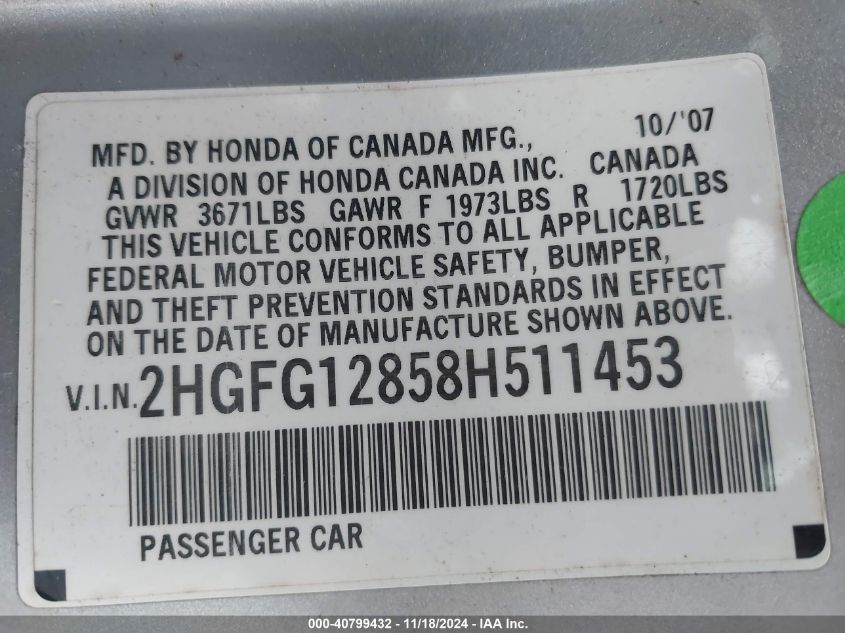 MFD. BY HONDA OF CANADA MFG., 10/'07
A DIVISION OF HONDA CANADA INC. CANADA
GVWR 3671LBS GAWR F 1973LBS R 1720LBS
THIS VEHICLE CONFORMS TO ALL APPLICABLE
FEDERAL MOTOR VEHICLE SAFETY, BUMPER,
AND THEFT PREVENTION STANDARDS IN EFFECT
ON THE DATE OF MANUFACTURE SHOWN ABOVE.
V.I.N. 2HGFG12858H511453
PASSENGER CAR
000-40799432 - 11/18/2024 - IAA Inc.